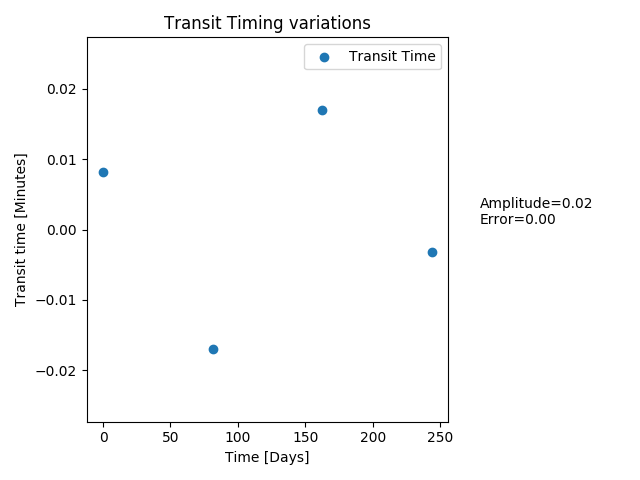 Transit Timing variations
Transit Time
0.02
0.01
0.00
−0.01
−0.02
Transit time [Minutes]
Amplitude=0.02
Error=0.00
0 50 100 150 200 250
Time [Days]